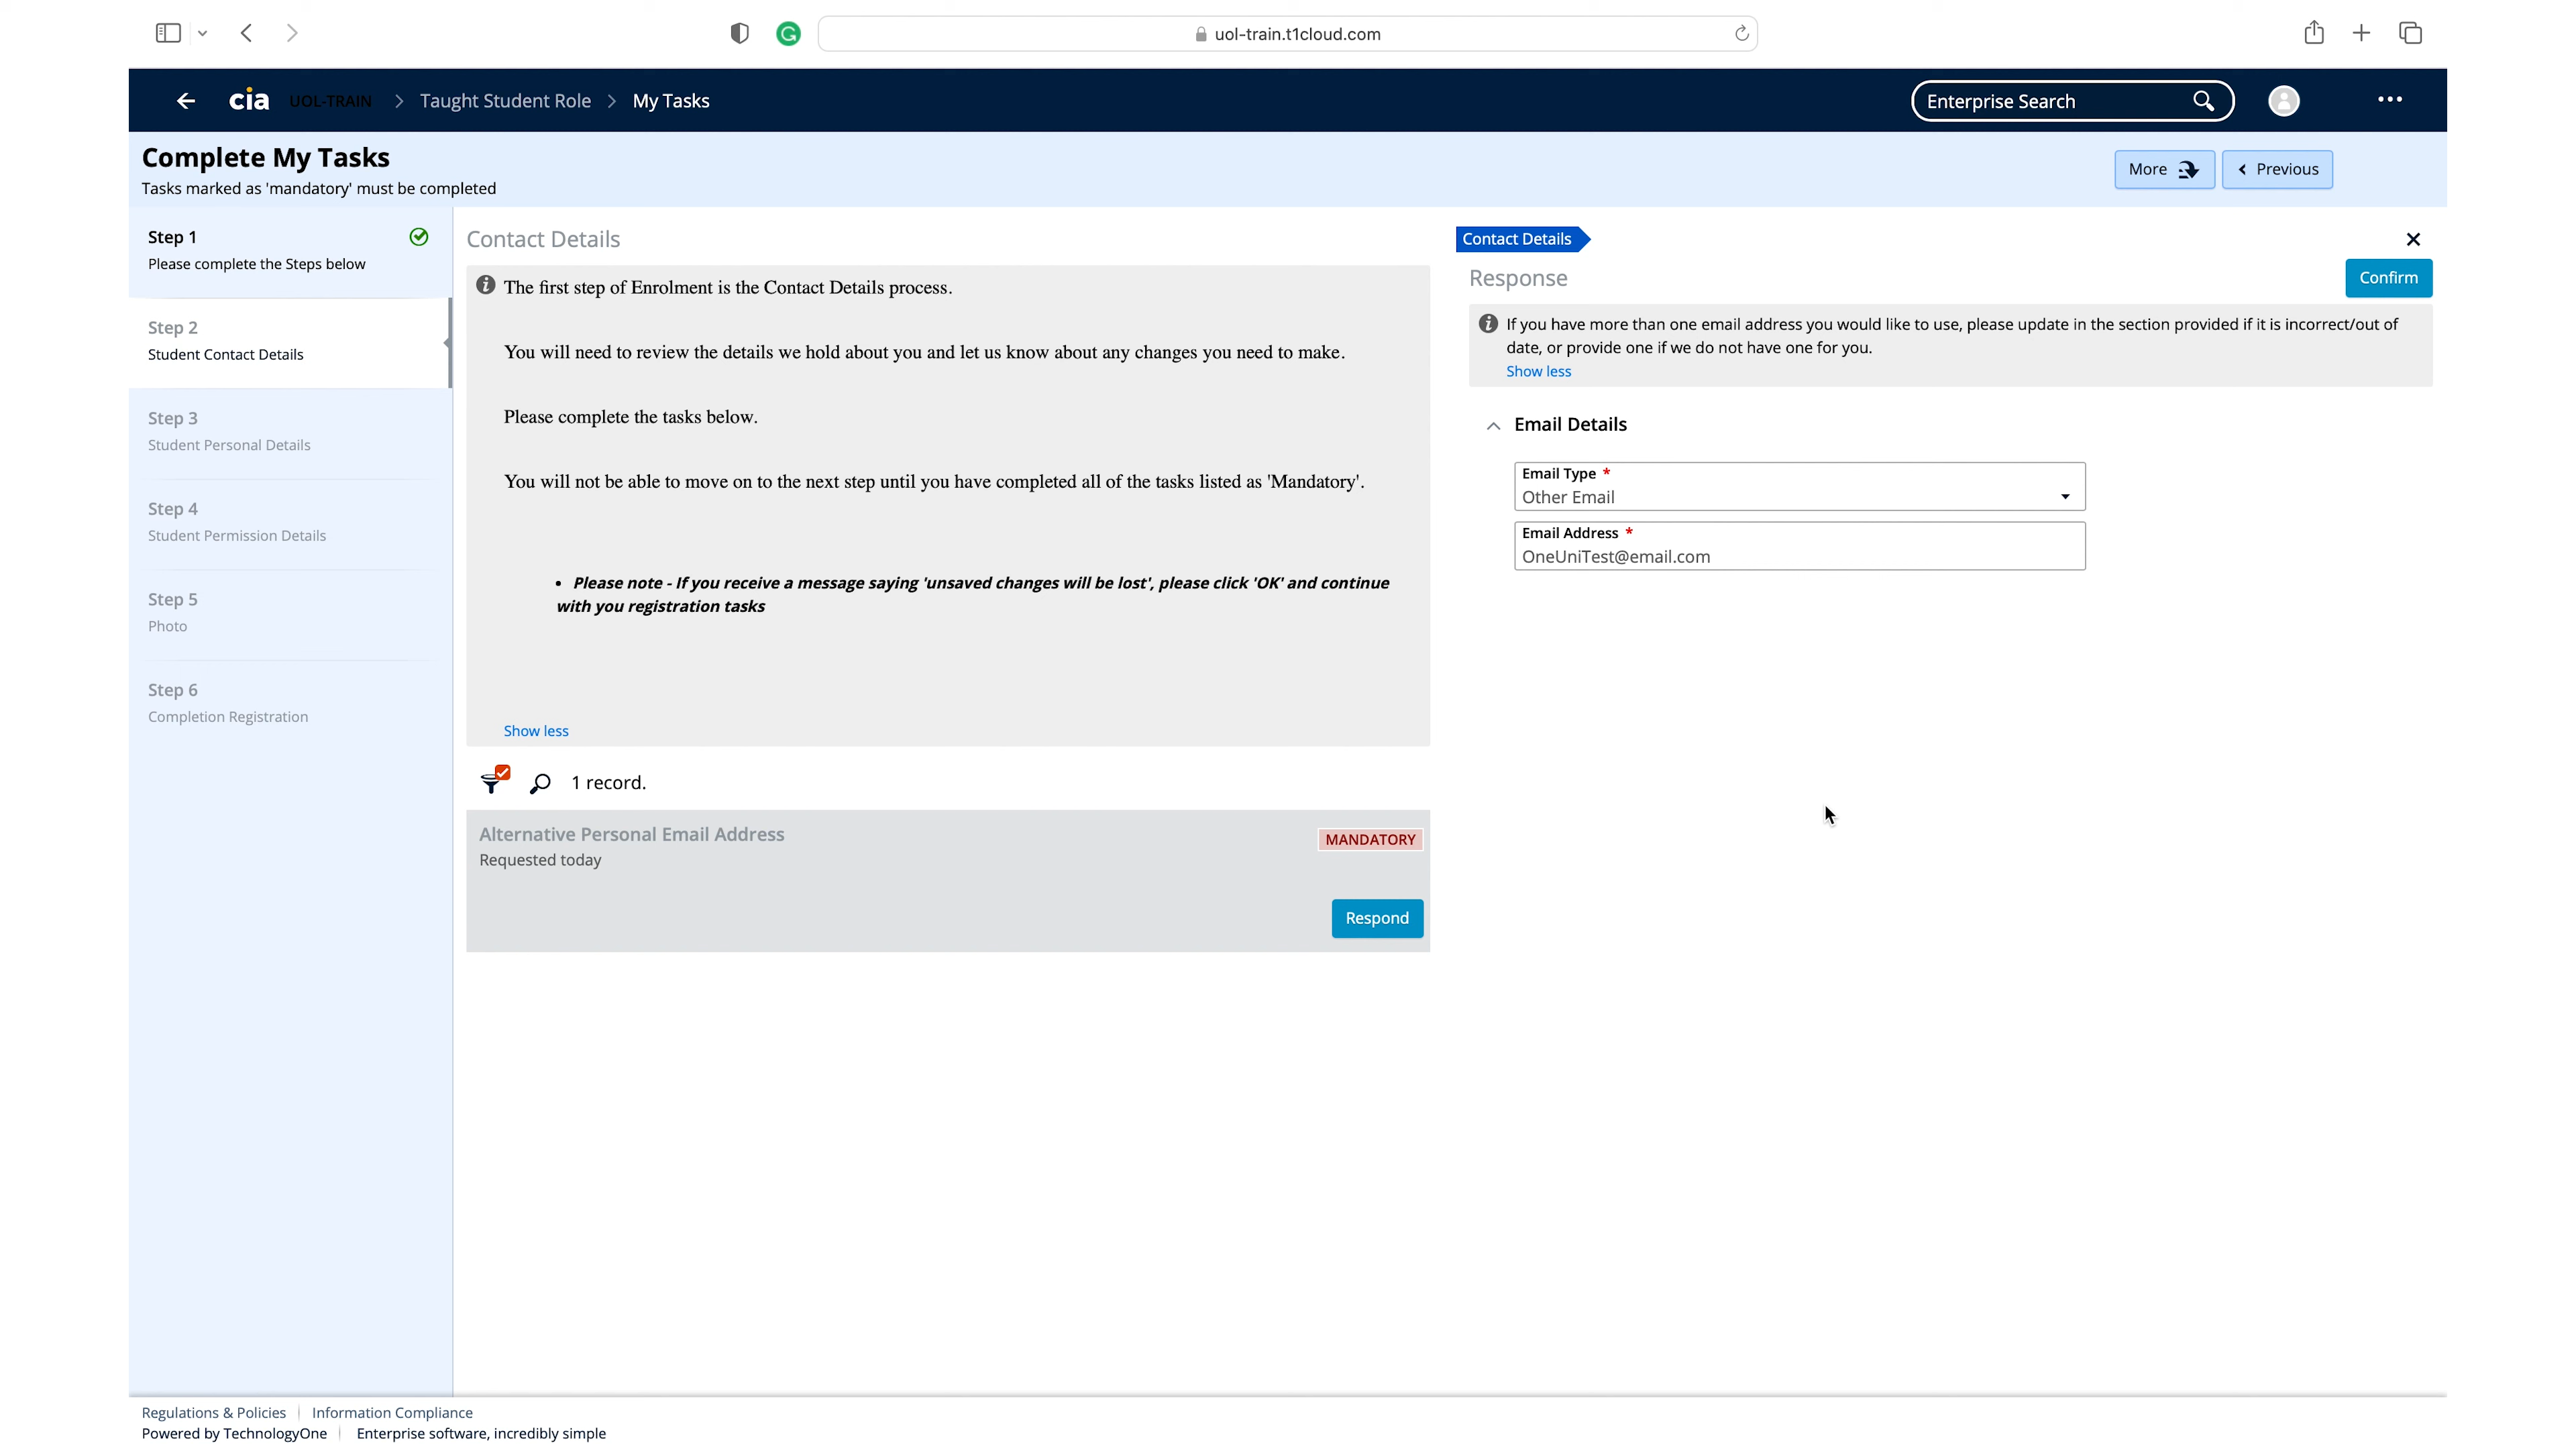 uol-train.t1cloud.com
cia UOL-TRAIN > Taught Student Role > My Tasks
Enterprise Search
Complete My Tasks
Tasks marked as 'mandatory' must be completed
More
Previous
Step 1
Please complete the Steps below
Step 2
Student Contact Details
Step 3
Student Personal Details
Step 4
Student Permission Details
Step 5
Photo
Step 6
Completion Registration
Contact Details
The first step of Enrolment is the Contact Details process.
You will need to review the details we hold about you and let us know about any changes you need to make.
Please complete the tasks below.
You will not be able to move on to the next step until you have completed all of the tasks listed as 'Mandatory'.
• Please note - If you receive a message saying 'unsaved changes will be lost', please click 'OK' and continue
with you registration tasks
Show less
1 record.
Alternative Personal Email Address
MANDATORY
Requested today
Respond
Contact Details
Response
Confirm
If you have more than one email address you would like to use, please update in the section provided if it is incorrect/out of
date, or provide one if we do not have one for you.
Show less
Email Details
Email Type *
Other Email
Email Address *
OneUniTest@email.com
Regulations & Policies | Information Compliance
Powered by TechnologyOne | Enterprise software, incredibly simple